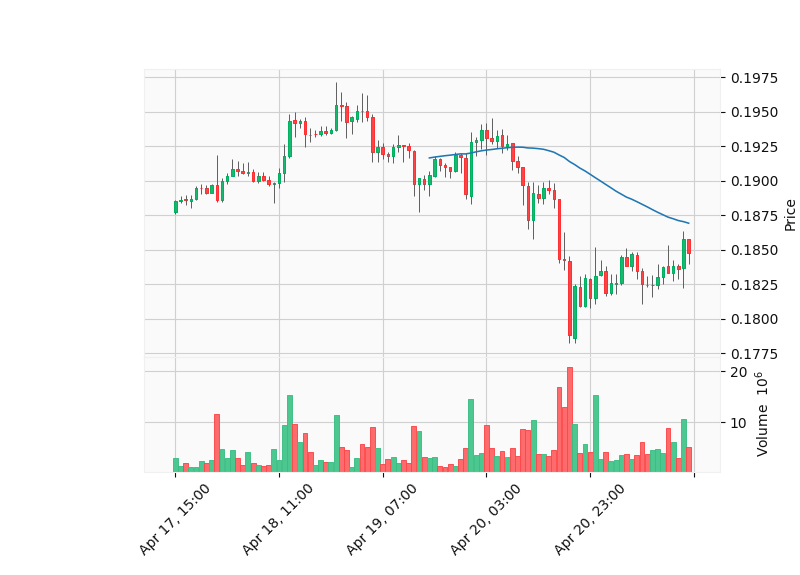 0.1975
0.1950
0.1925
0.1900
0.1875
0.1850
0.1825
0.1800
0.1775
Price
20
10
Volume 10^6
Apr 17, 15:00
Apr 18, 11:00
Apr 19, 07:00
Apr 20, 03:00
Apr 20, 23:00